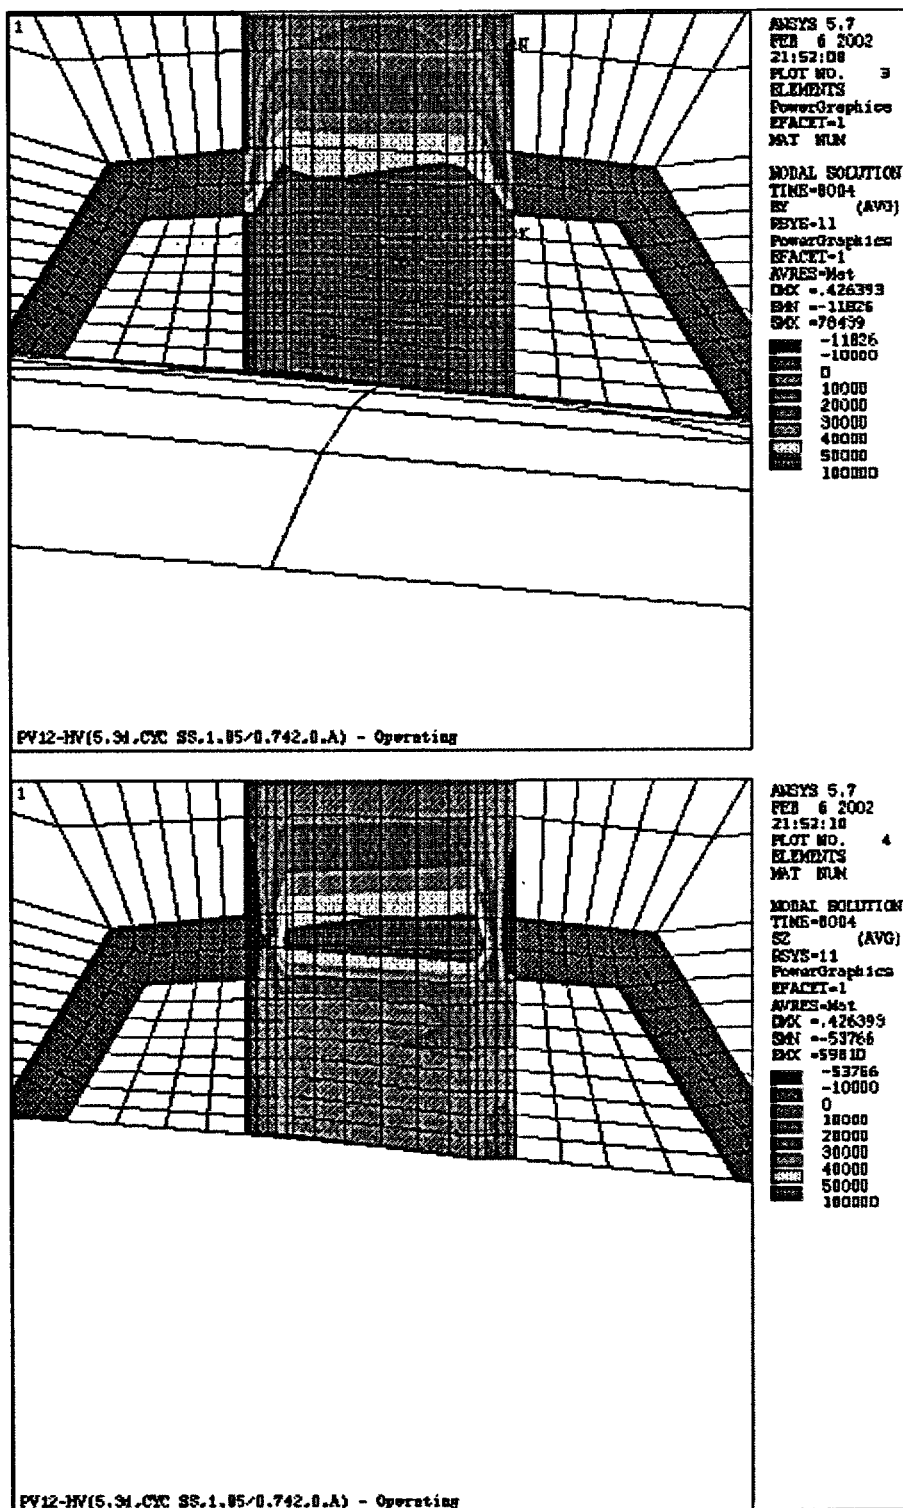 1
ANSYS 5.7
FEB 6 2002
21:52:08
PLOT NO. 3
ELEMENTS
PowerGraphics
EFACET=1
MAT NUM
NODAL SOLUTION
TIME=8004
SY (AVG)
RSYS=11
PowerGraphics
EFACET=1
AVRES=Mat
DMX =.426393
SMN =-11826
SMX =78439
-11826
-10000
0
10000
20000
30000
40000
50000
100000
PV12-HV(5.3d,CYC SS,1.05/0.742,0,A) - Operating
1
ANSYS 5.7
FEB 6 2002
21:52:10
PLOT NO. 4
ELEMENTS
MAT NUM
NODAL SOLUTION
TIME=8004
SZ (AVG)
RSYS=11
PowerGraphics
EFACET=1
AVRES=Mat
DMX =.426393
SMN =-53766
SMX =59810
-53766
-10000
0
10000
20000
30000
40000
50000
100000
PV12-HV(5.3d,CYC SS,1.05/0.742,0,A) - Operating